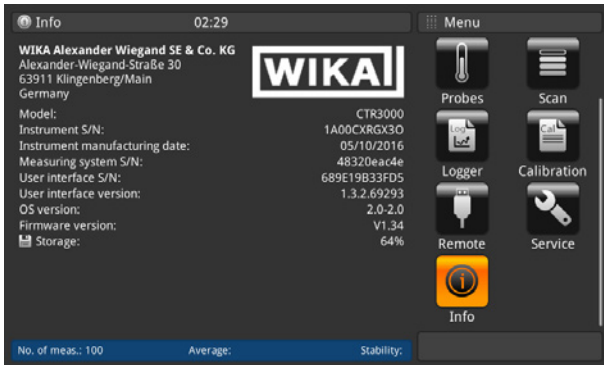 Info 02:29
WIKA Alexander Wiegand SE & Co. KG
Alexander-Wiegand-Straße 30
63911 Klingenberg/Main
Germany
WIKA
Model: CTR3000
Instrument S/N: 1A00CXRGX3O
Instrument manufacturing date: 05/10/2016
Measuring system S/N: 48320eac4e
User interface S/N: 689E19B33FD5
User interface version: 1.3.2.69293
OS version: 2.0-2.0
Firmware version: V1.34
Storage: 64%
No. of meas.: 100 Average: Stability:
Menu
Probes Scan
Log Cal
Logger Calibration
Remote Service
Info